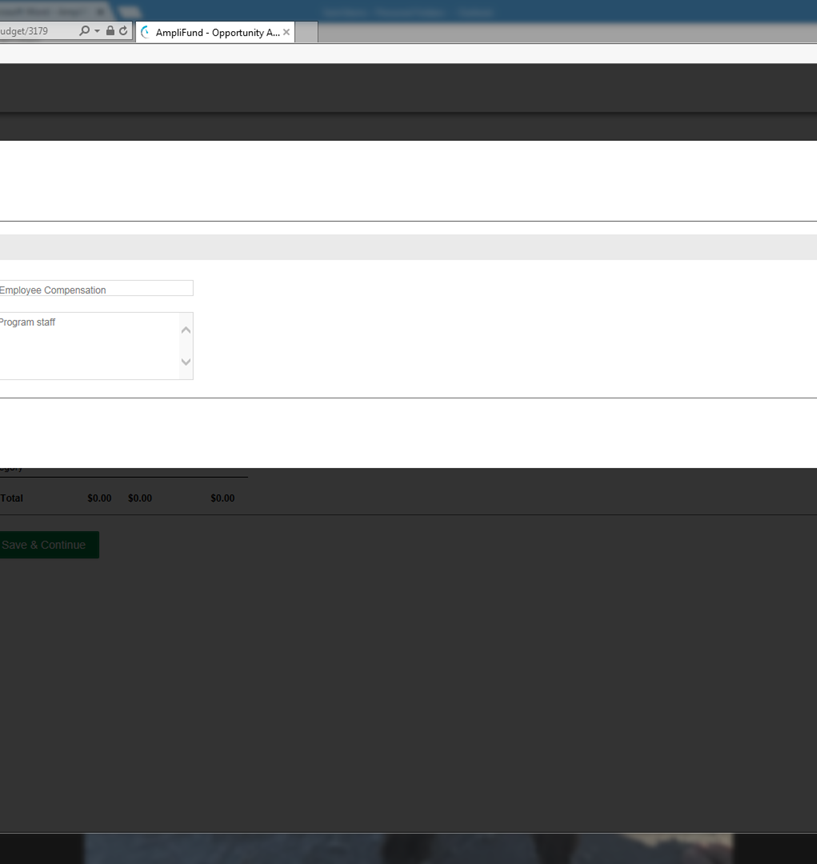 udget/3179
AmpliFund - Opportunity A...
Employee Compensation
Program staff
Total $0.00 $0.00 $0.00
Save & Continue